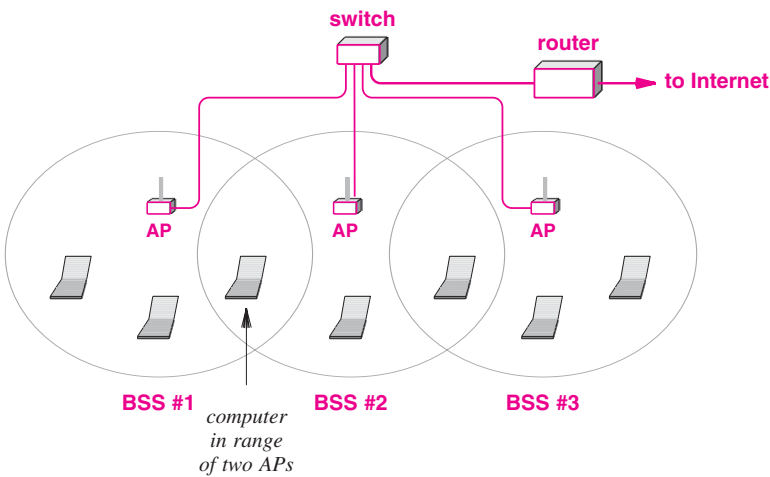 switch
router
to Internet
AP
AP
AP
BSS #1
BSS #2
BSS #3
computer
in range
of two APs